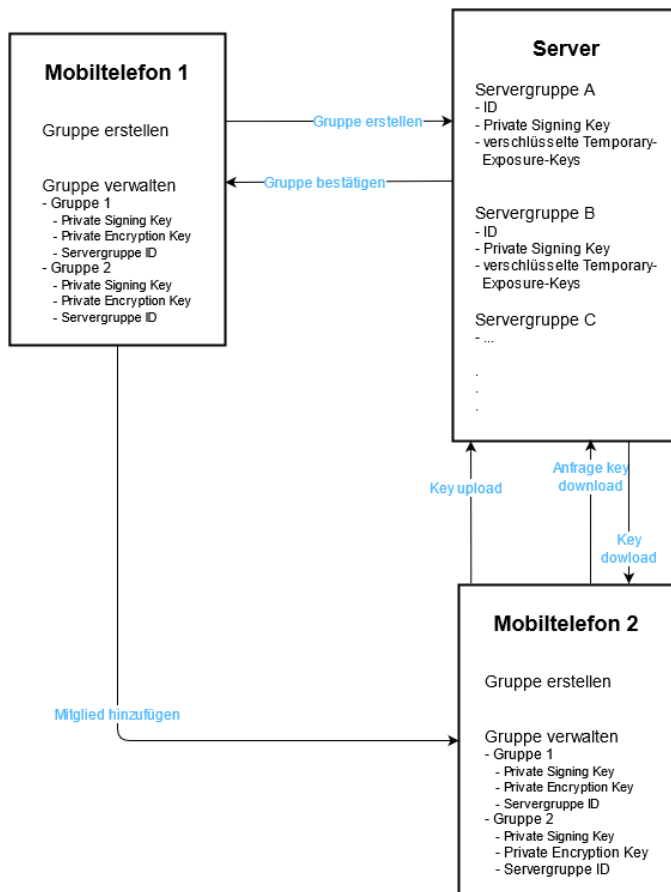 Mobiltelefon 1
Gruppe erstellen
Gruppe verwalten
- Gruppe 1
- Private Signing Key
- Private Encryption Key
- Servergruppe ID
- Gruppe 2
- Private Signing Key
- Private Encryption Key
- Servergruppe ID
Gruppe erstellen
Gruppe bestätigen
Server
Servergruppe A
- ID
- Private Signing Key
- verschlüsselte Temporary-
Exposure-Keys
Servergruppe B
- ID
- Private Signing Key
- verschlüsselte Temporary-
Exposure-Keys
Servergruppe C
- ...
.
.
.
Key upload
Anfrage key
download
Key
dowload
Mitglied hinzufügen
Mobiltelefon 2
Gruppe erstellen
Gruppe verwalten
- Gruppe 1
- Private Signing Key
- Private Encryption Key
- Servergruppe ID
- Gruppe 2
- Private Signing Key
- Private Encryption Key
- Servergruppe ID